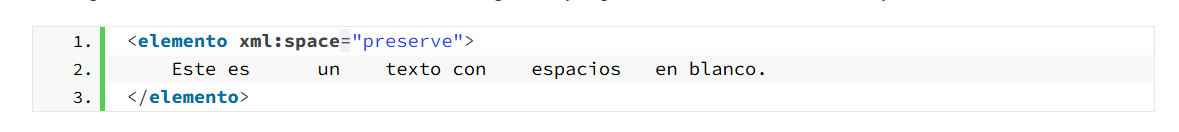 1. <elemento xml:space="preserve">
2.     Este es      un    texto con    espacios   en blanco.
3. </elemento>